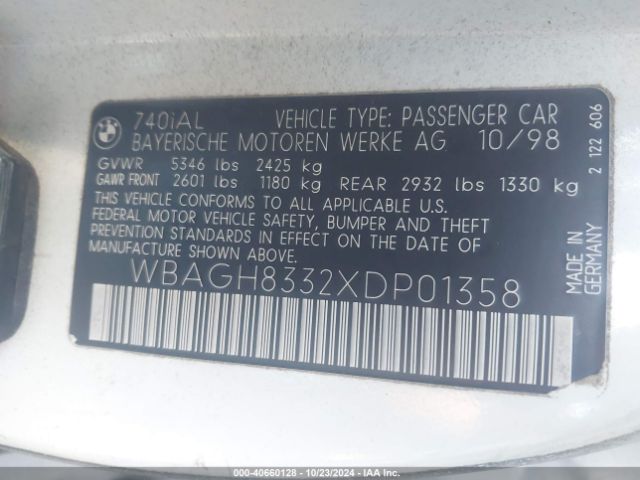 BMW
740iAL VEHICLE TYPE: PASSENGER CAR
BAYERISCHE MOTOREN WERKE AG 10/98
GVWR 5346 lbs 2425 kg
GAWR FRONT 2601 lbs 1180 kg REAR 2932 lbs 1330 kg
THIS VEHICLE CONFORMS TO ALL APPLICABLE U.S.
FEDERAL MOTOR VEHICLE SAFETY, BUMPER AND THEFT
PREVENTION STANDARDS IN EFFECT ON THE DATE OF
MANUFACTURE SHOWN ABOVE.
WBAGH8332XDP01358
MADE IN
GERMANY
2 122 606
000-40660128 - 10/23/2024 - IAAI.COM